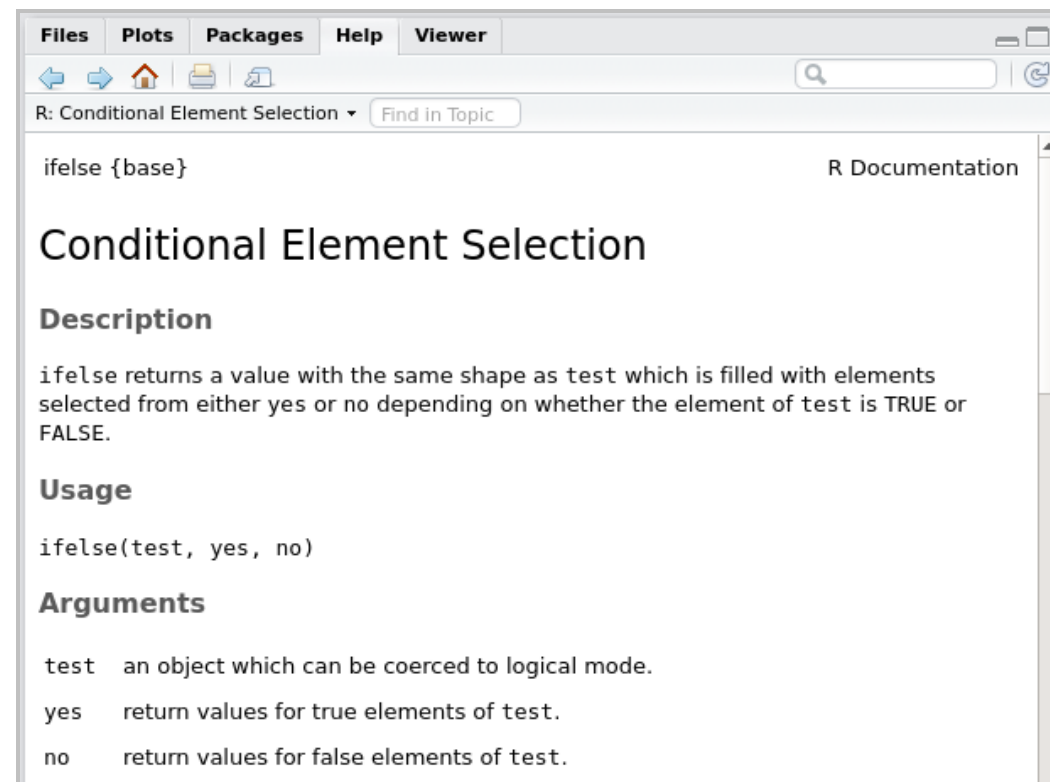 Files Plots Packages Help Viewer
R: Conditional Element Selection Find in Topic
ifelse {base} R Documentation
Conditional Element Selection
Description
ifelse returns a value with the same shape as test which is filled with elements
selected from either yes or no depending on whether the element of test is TRUE or
FALSE.
Usage
ifelse(test, yes, no)
Arguments
test an object which can be coerced to logical mode.
yes return values for true elements of test.
no return values for false elements of test.